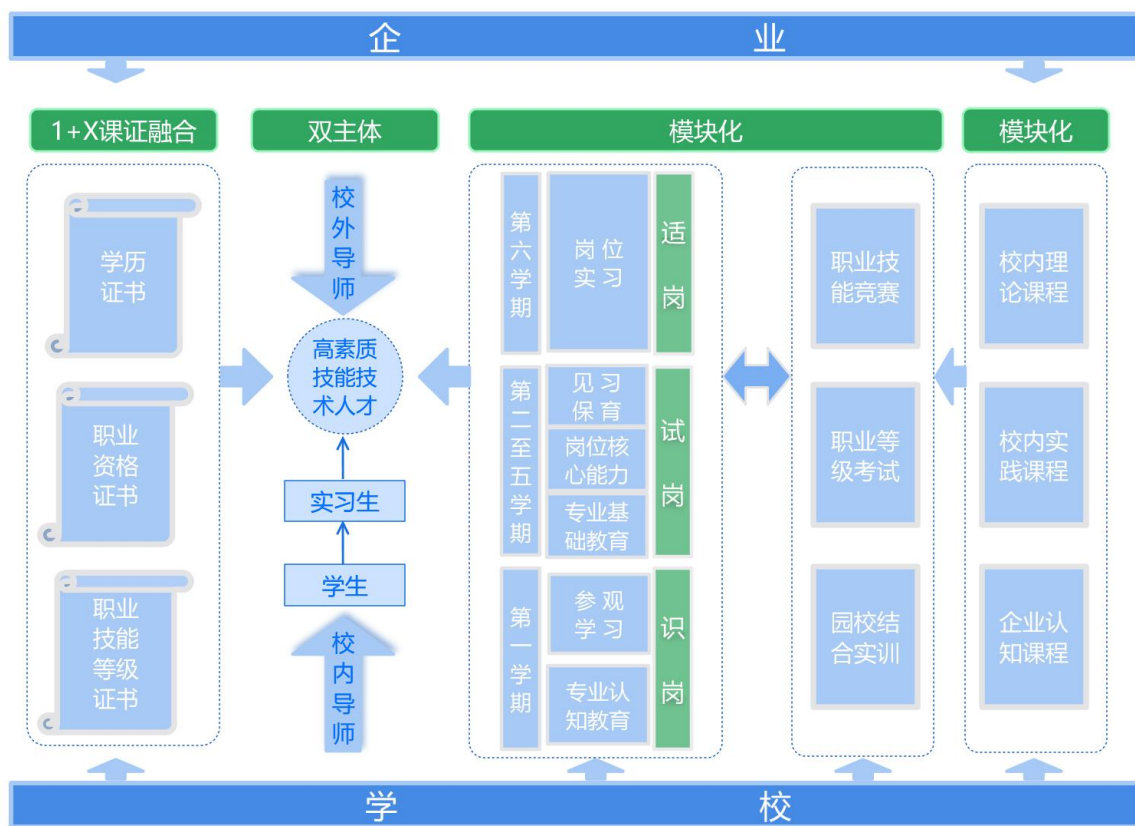 企 业
1+X课证融合
双主体
模块化
模块化
学历
证书
职业
资格
证书
职业
技能
等级
证书
校
外
导
师
高素质
技能技
术人才
实习生
学生
校
内
导
师
第
六
学
期
岗 位
实 习
适
岗
第
二
至
五
学
期
见 习
保 育
岗位核
心能力
专业基
础教育
试
岗
第
一
学
期
参 观
学 习
专业认
知教育
识
岗
职业技
能竞赛
职业等
级考试
园校结
合实训
校内理
论课程
校内实
践课程
企业认
知课程
学 校